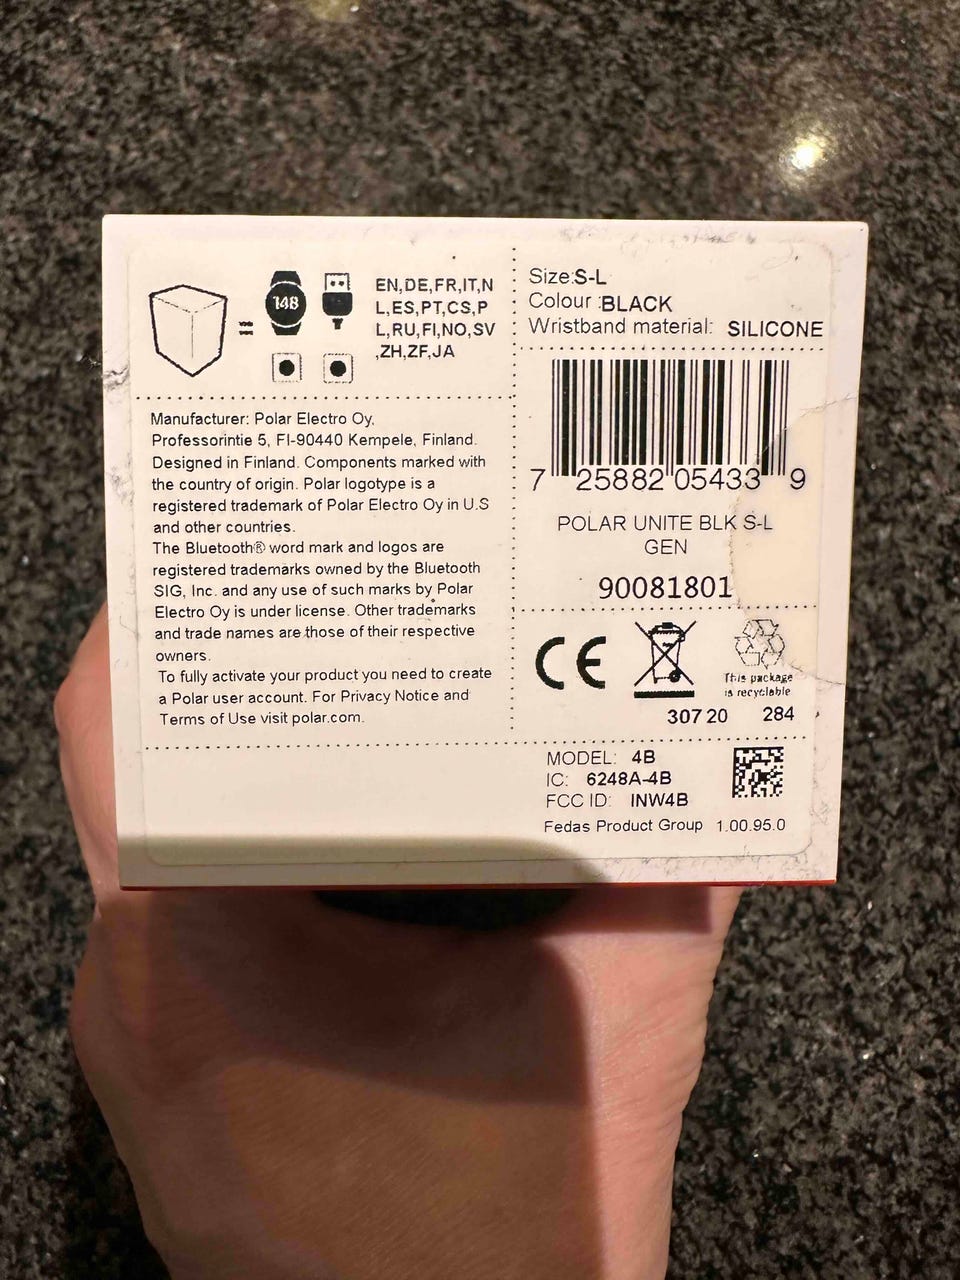 148
EN,DE,FR,IT,N
L,ES,PT,CS,P
L,RU,FI,NO,SV
,ZH,ZF,JA
Manufacturer: Polar Electro Oy,
Professorintie 5, FI-90440 Kempele, Finland.
Designed in Finland. Components marked with
the country of origin. Polar logotype is a
registered trademark of Polar Electro Oy in U.S
and other countries.
The Bluetooth® word mark and logos are
registered trademarks owned by the Bluetooth
SIG, Inc. and any use of such marks by Polar
Electro Oy is under license. Other trademarks
and trade names are those of their respective
owners.
To fully activate your product you need to create
a Polar user account. For Privacy Notice and
Terms of Use visit polar.com.
Size:S-L
Colour :BLACK
Wristband material: SILICONE
7 25882 05433 9
POLAR UNITE BLK S-L
GEN
90081801
CE
This package
is recyclable
307 20 284
MODEL: 4B
IC: 6248A-4B
FCC ID: INW4B
Fedas Product Group 1.00.95.0